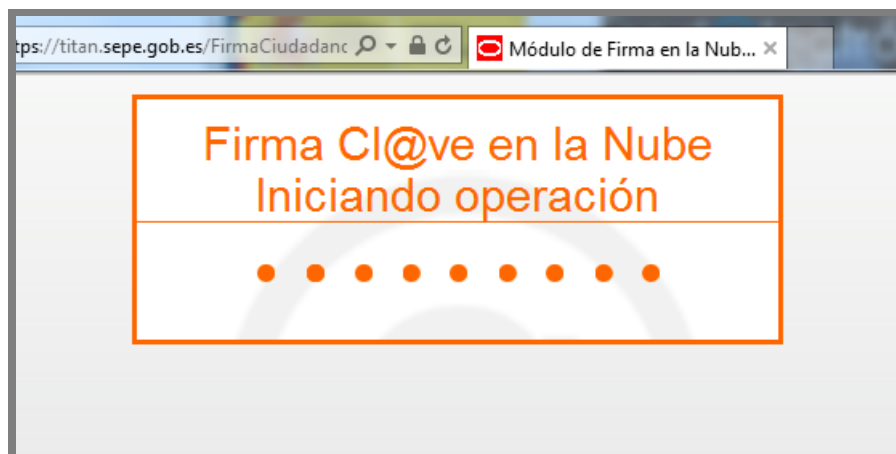 tps://titan.sepe.gob.es/FirmaCiudadanc
Módulo de Firma en la Nub...
Firma Cl@ve en la Nube
Iniciando operación